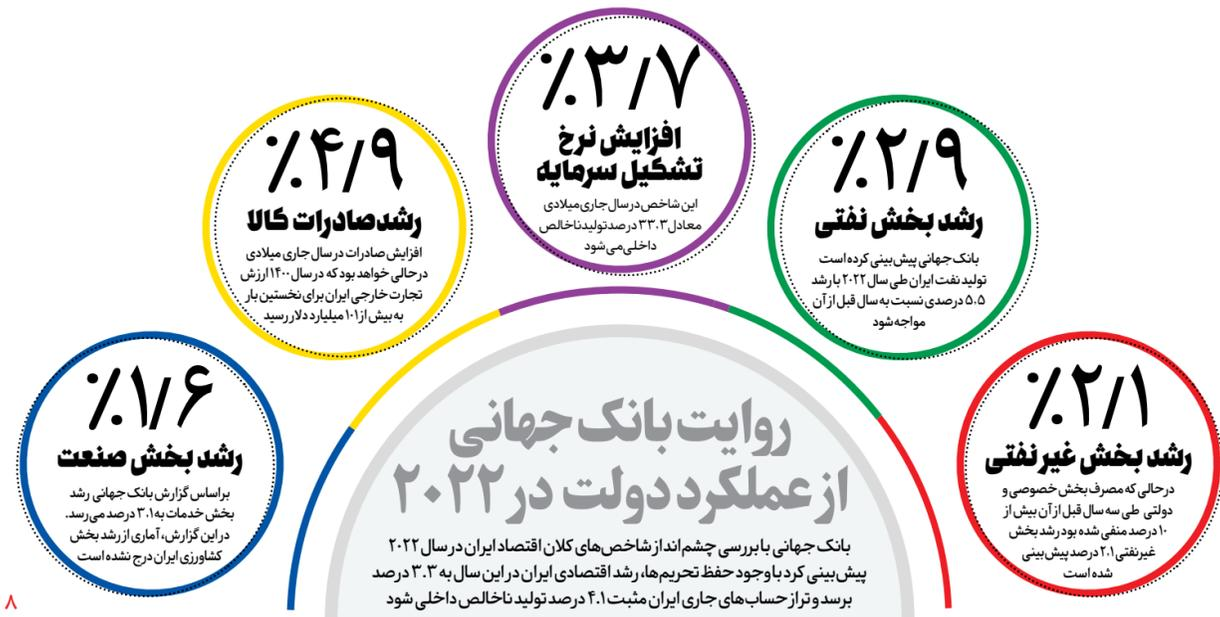 ٪۳/۷
افزایش نرخ
تشکیل سرمایه
این شاخص در سال جاری میلادی
معادل ۳۳.۳ درصد تولید ناخالص
داخلی می‌شود
٪۲/۹
رشد بخش نفتی
بانک جهانی پیش‌بینی کرده است
تولید نفت ایران طی سال ۲۰۲۲ با رشد
۵.۵ درصدی نسبت به سال قبل از آن
مواجه شود
٪۴/۹
رشد صادرات کالا
افزایش صادرات در سال جاری میلادی
در حالی خواهد بود که در سال ۱۴۰۰ ارزش
تجارت خارجی ایران برای نخستین بار
به بیش از ۱۰۱ میلیارد دلار رسید
٪۲/۱
رشد بخش غیر نفتی
در حالی که مصرف بخش خصوصی و
دولتی طی سه سال قبل از آن بیش از
۱۰ درصد منفی شده بود رشد بخش
غیرنفتی ۲.۱ درصد پیش‌بینی
شده است
٪۱/۶
رشد بخش صنعت
براساس گزارش بانک جهانی رشد
بخش خدمات به ۳.۱ درصد می‌رسد.
در این گزارش، آماری از رشد بخش
کشاورزی ایران درج نشده است
روایت بانک جهانی
از عملکرد دولت در ۲۰۲۲
بانک جهانی با بررسی چشم‌انداز شاخص‌های کلان اقتصاد ایران در سال ۲۰۲۲
پیش‌بینی کرد با وجود حفظ تحریم‌ها، رشد اقتصادی ایران در این سال به ۳.۳ درصد
برسد و تراز حساب‌های جاری ایران مثبت ۴.۱ درصد تولید ناخالص داخلی شود
۸